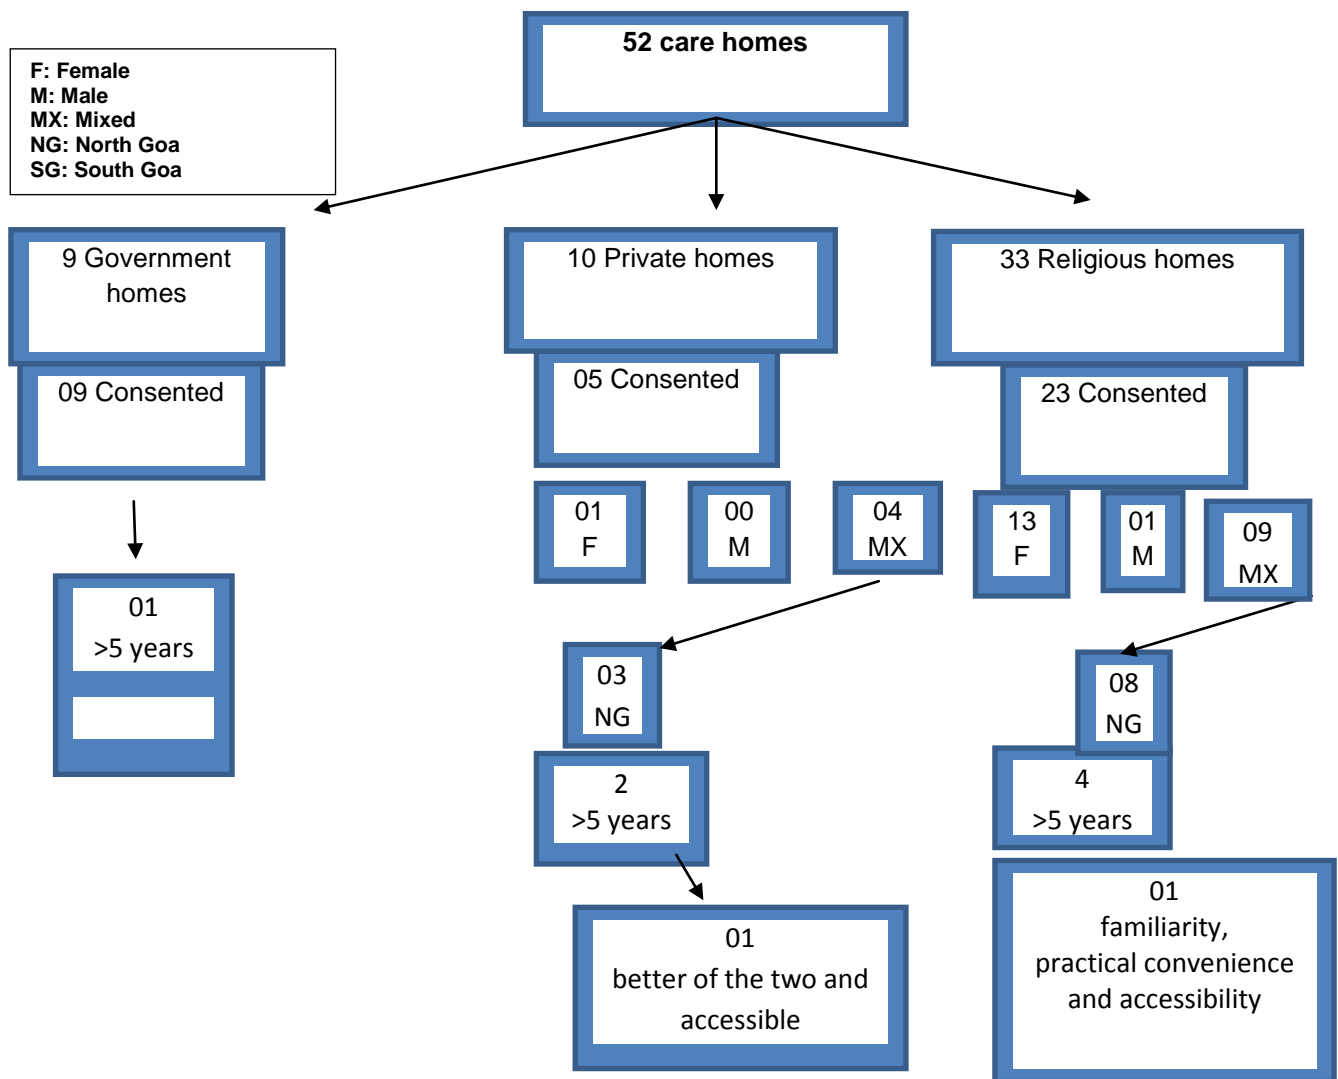 52 care homes
F: Female
M: Male
MX: Mixed
NG: North Goa
SG: South Goa
9 Government
homes
09 Consented
01
>5 years
10 Private homes
05 Consented
01
F
00
M
04
MX
03
NG
2
>5 years
01
better of the two and
accessible
33 Religious homes
23 Consented
13
F
01
M
09
MX
08
NG
4
>5 years
01
familiarity,
practical convenience
and accessibility